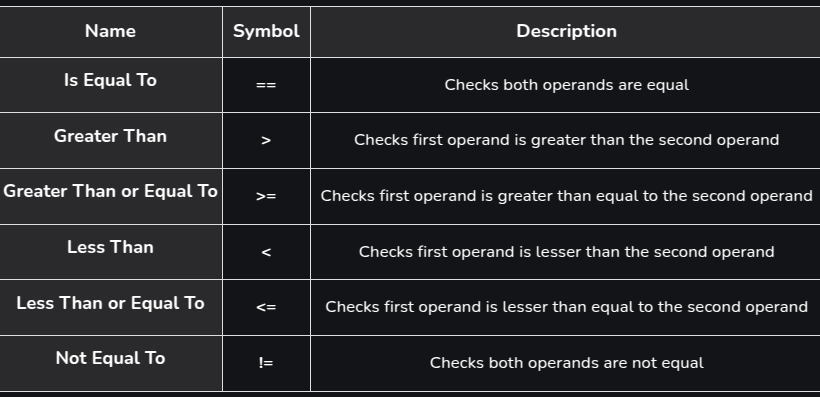 Name Symbol Description
Is Equal To == Checks both operands are equal
Greater Than > Checks first operand is greater than the second operand
Greater Than or Equal To >= Checks first operand is greater than equal to the second operand
Less Than < Checks first operand is lesser than the second operand
Less Than or Equal To <= Checks first operand is lesser than equal to the second operand
Not Equal To != Checks both operands are not equal